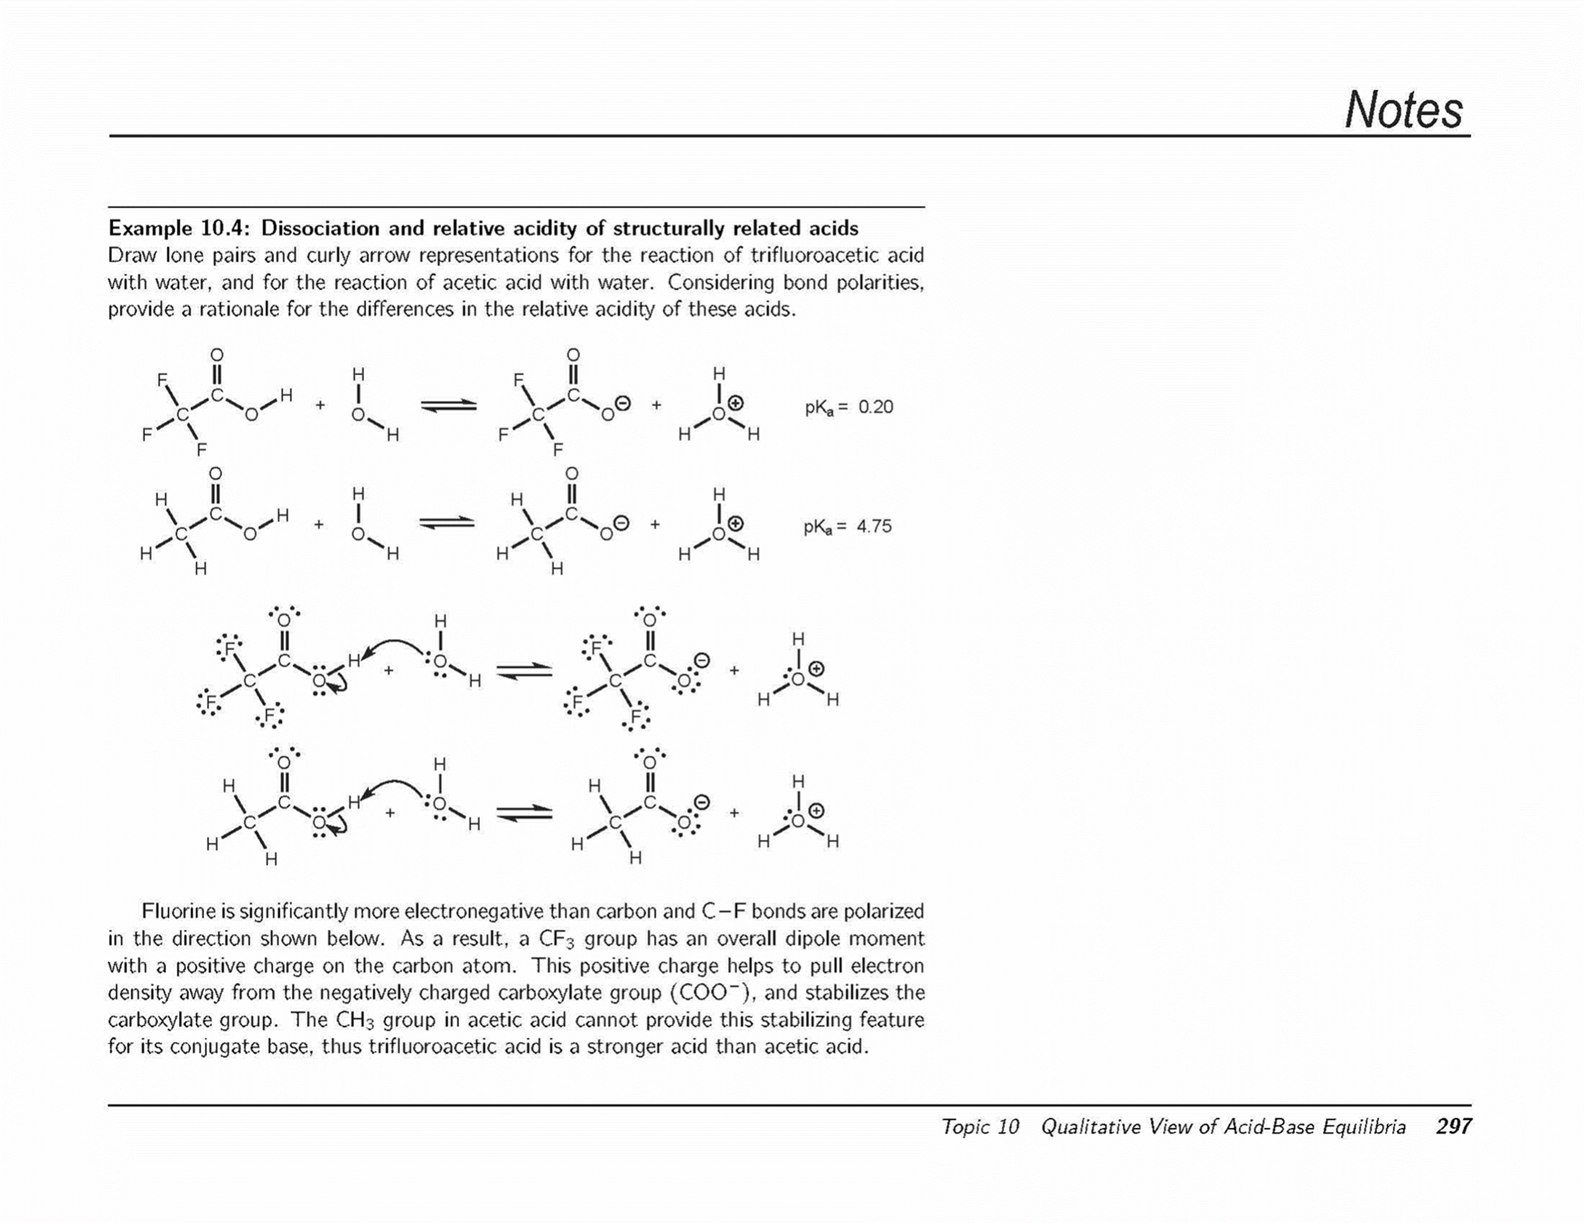 Notes
Example 10.4: Dissociation and relative acidity of structurally related acids
Draw lone pairs and curly arrow representations for the reaction of trifluoroacetic acid
with water, and for the reaction of acetic acid with water. Considering bond polarities,
provide a rationale for the differences in the relative acidity of these acids.
O O
F C H H F C ⊖ H ⊕
C O + O ⇌ C O + O pKa = 0.20
F F H F F H H
O O
H C H H H C ⊖ H ⊕
C O + O ⇌ C O + O pKa = 4.75
H H H H H H H
O H O H
F C H O F C ⊖ ⊕
C O + H ⇌ C O + O
F F F F H H
O H O H
H C H O H C ⊖ ⊕
C O + H ⇌ C O + O
H H H H H H
Fluorine is significantly more electronegative than carbon and C–F bonds are polarized
in the direction shown below. As a result, a CF₃ group has an overall dipole moment
with a positive charge on the carbon atom. This positive charge helps to pull electron
density away from the negatively charged carboxylate group (COO⁻), and stabilizes the
carboxylate group. The CH₃ group in acetic acid cannot provide this stabilizing feature
for its conjugate base, thus trifluoroacetic acid is a stronger acid than acetic acid.
Topic 10 Qualitative View of Acid-Base Equilibria 297